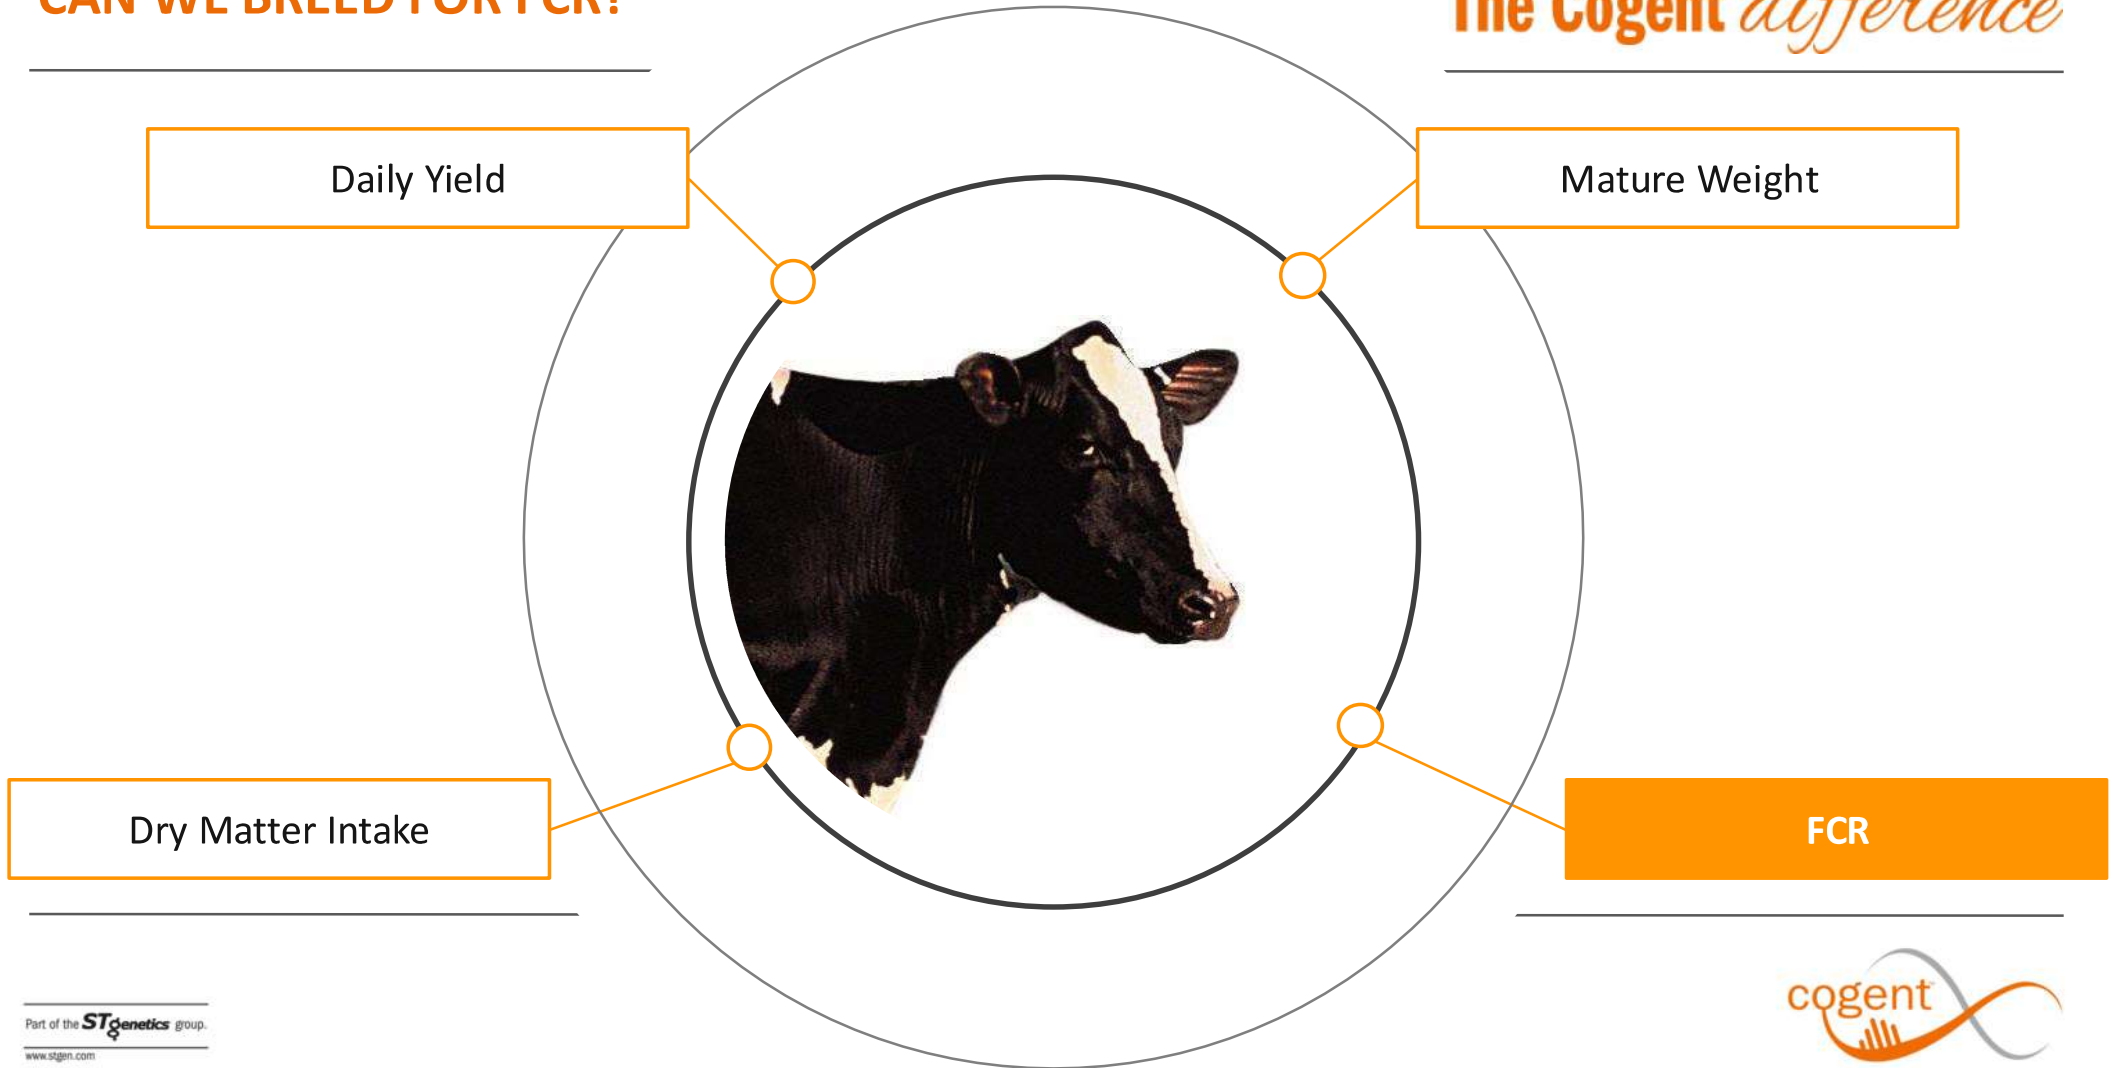 CAN WE BREED FOR FCR?
The Cogent difference
Daily Yield
Mature Weight
Dry Matter Intake
FCR
Part of the STgenetics group.
www.stgen.com
cogent